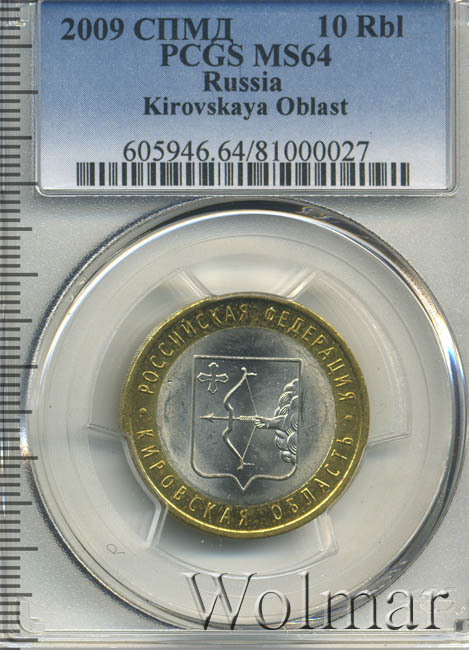 2009 СПМД 10 Rbl
PCGS MS64
Russia
Kirovskaya Oblast
605946.64/81000027
РОССИЙСКАЯ ФЕДЕРАЦИЯ
КИРОВСКАЯ ОБЛАСТЬ
Wolmar